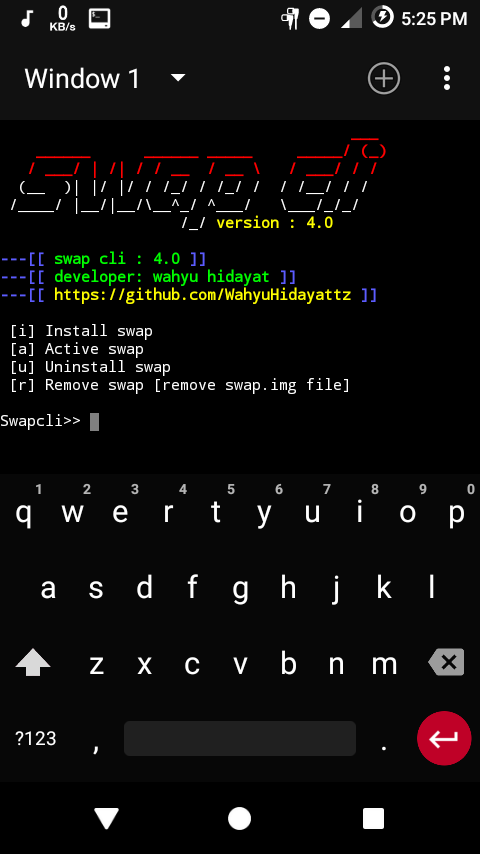 0
KB/s
5:25 PM
Window 1
version : 4.0
---[[ swap cli : 4.0 ]]
---[[ developer: wahyu hidayat ]]
---[[ https://github.com/WahyuHidayattz ]]
[i] Install swap
[a] Active swap
[u] Uninstall swap
[r] Remove swap [remove swap.img file]
Swapcli>>
1 2 3 4 5 6 7 8 9 0
q w e r t y u i o p
a s d f g h j k l
z x c v b n m
?123 , .